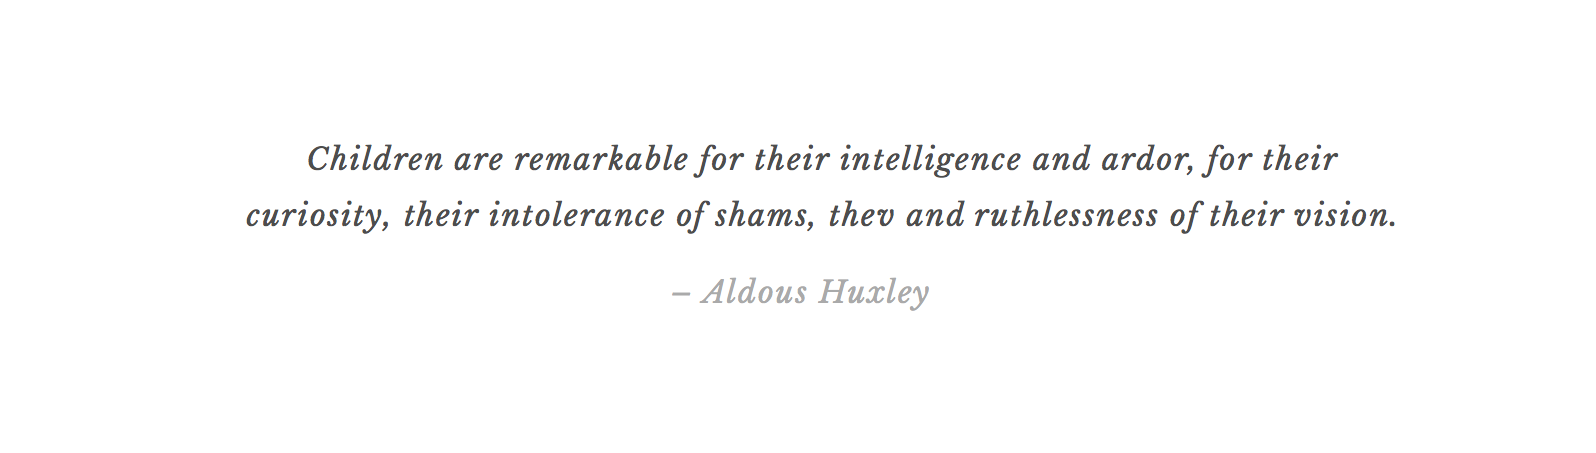 Children are remarkable for their intelligence and ardor, for their
curiosity, their intolerance of shams, thev and ruthlessness of their vision.
– Aldous Huxley